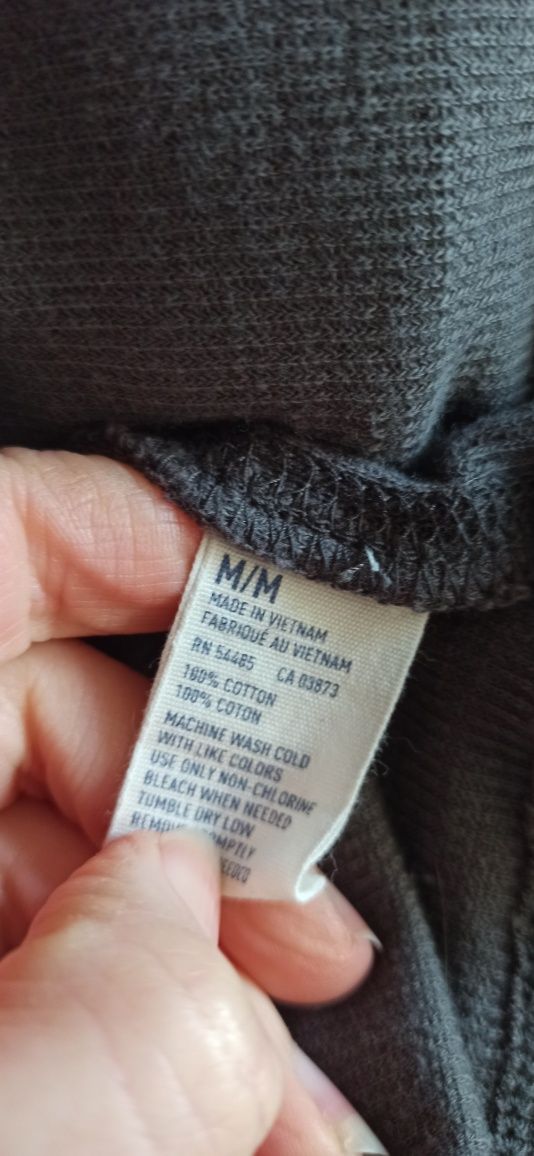 M/M
MADE IN VIETNAM
FABRIQUÉ AU VIETNAM
RN 54485 CA 03873
100% COTTON
100% COTON
MACHINE WASH COLD
WITH LIKE COLORS
USE ONLY NON-CHLORINE
BLEACH WHEN NEEDED
TUMBLE DRY LOW